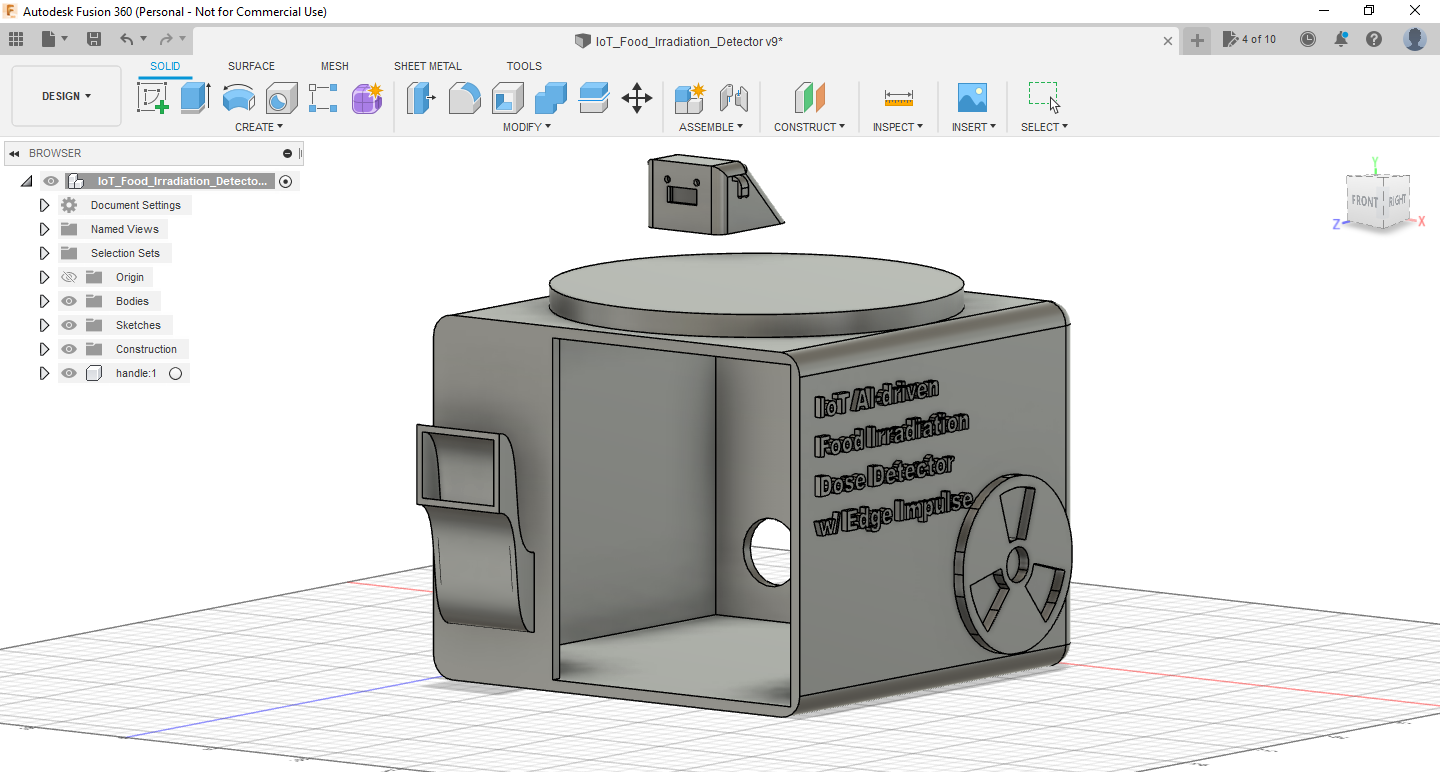 F
Autodesk Fusion 360 (Personal - Not for Commercial Use)
IoT_Food_Irradiation_Detector v9*
4 of 10
DESIGN
SOLID
SURFACE
MESH
SHEET METAL
TOOLS
CREATE
MODIFY
ASSEMBLE
CONSTRUCT
INSPECT
INSERT
SELECT
BROWSER
IoT_Food_Irradiation_Detecto...
Document Settings
Named Views
Selection Sets
Origin
Bodies
Sketches
Construction
handle:1
Y
FRONT
RIGHT
Z
X
IoT AI-driven
Food Irradiation
Dose Detector
w/ Edge Impulse